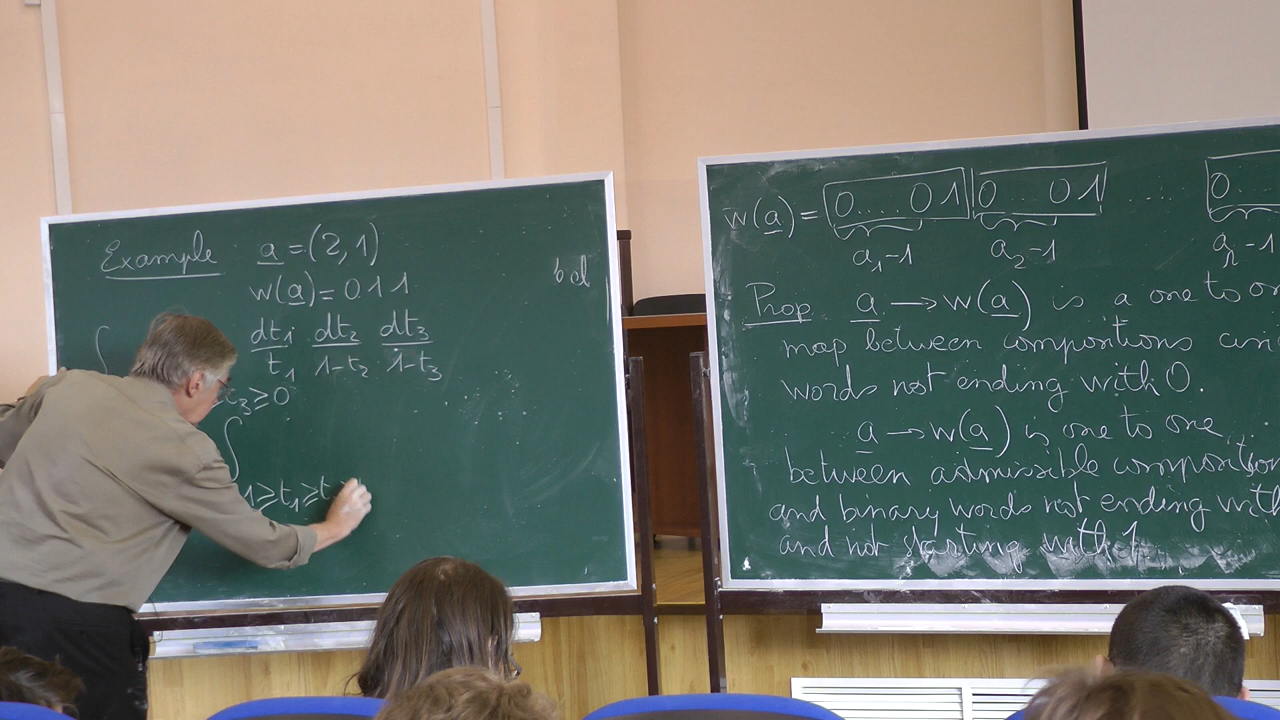 Example a = (2, 1)
w(a) = 0 1 1
dt₁/t₁ dt₂/1-t₂ dt₃/1-t₃
∫
t₃ ≥ 0
∫
1 ≥ t₁ ≥ t
bd
w(a) = 0 ... 0 1 0 0 1 .... 0 ...
a₁-1 a₂-1 aᵣ-1
Prop a → w(a) is a one to
map between compositions
words not ending with 0.
a → w(a) is one to one
between admissible composition
and binary words not ending with
and not starting with 1